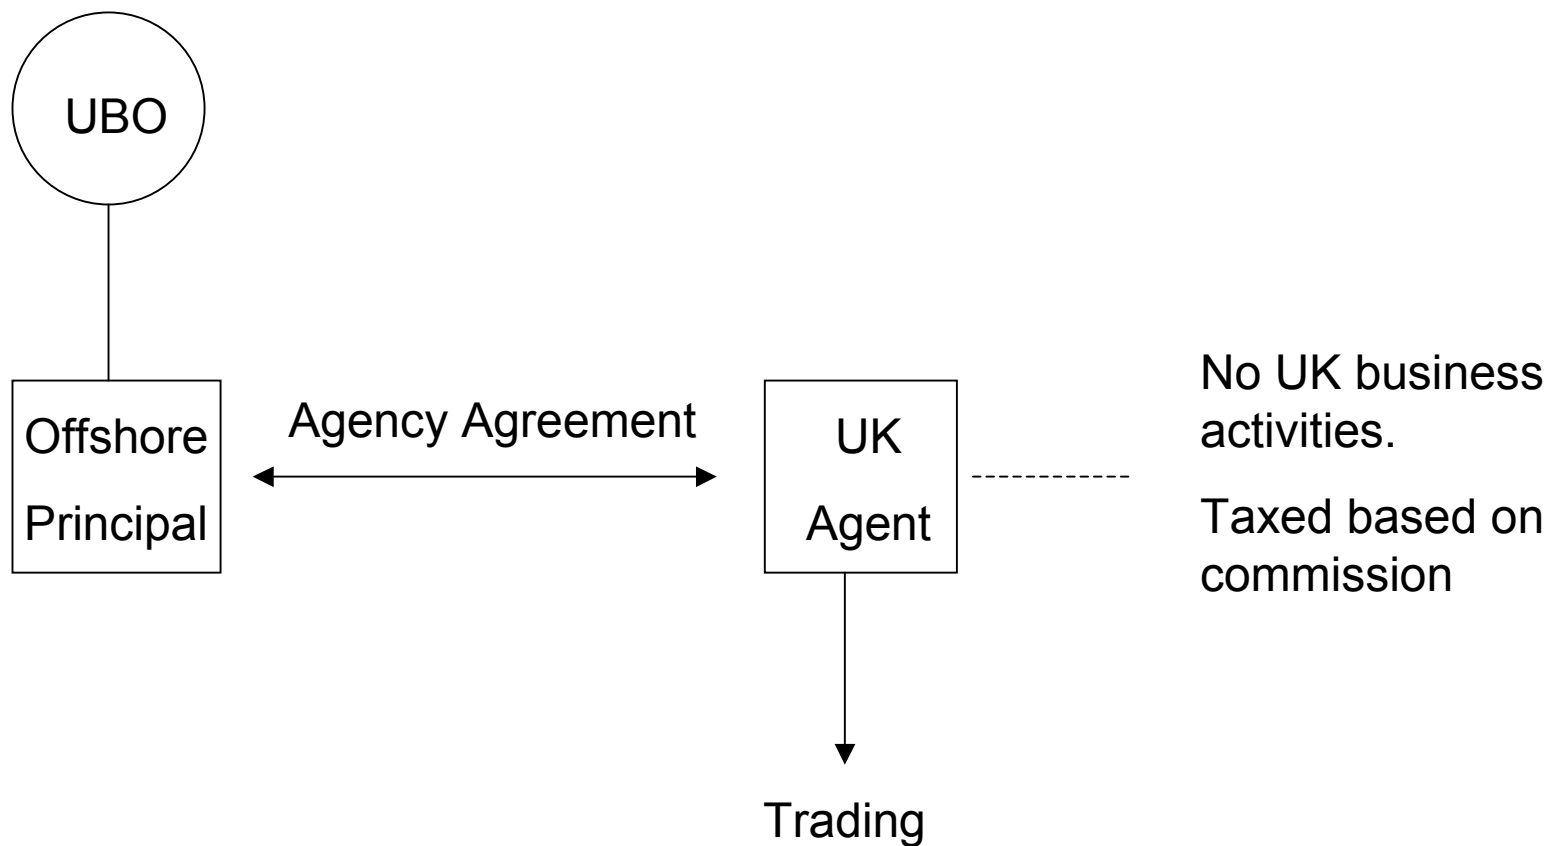 UBO
Offshore
Principal
Agency Agreement
UK
Agent
No UK business
activities.
Taxed based on
commission
Trading